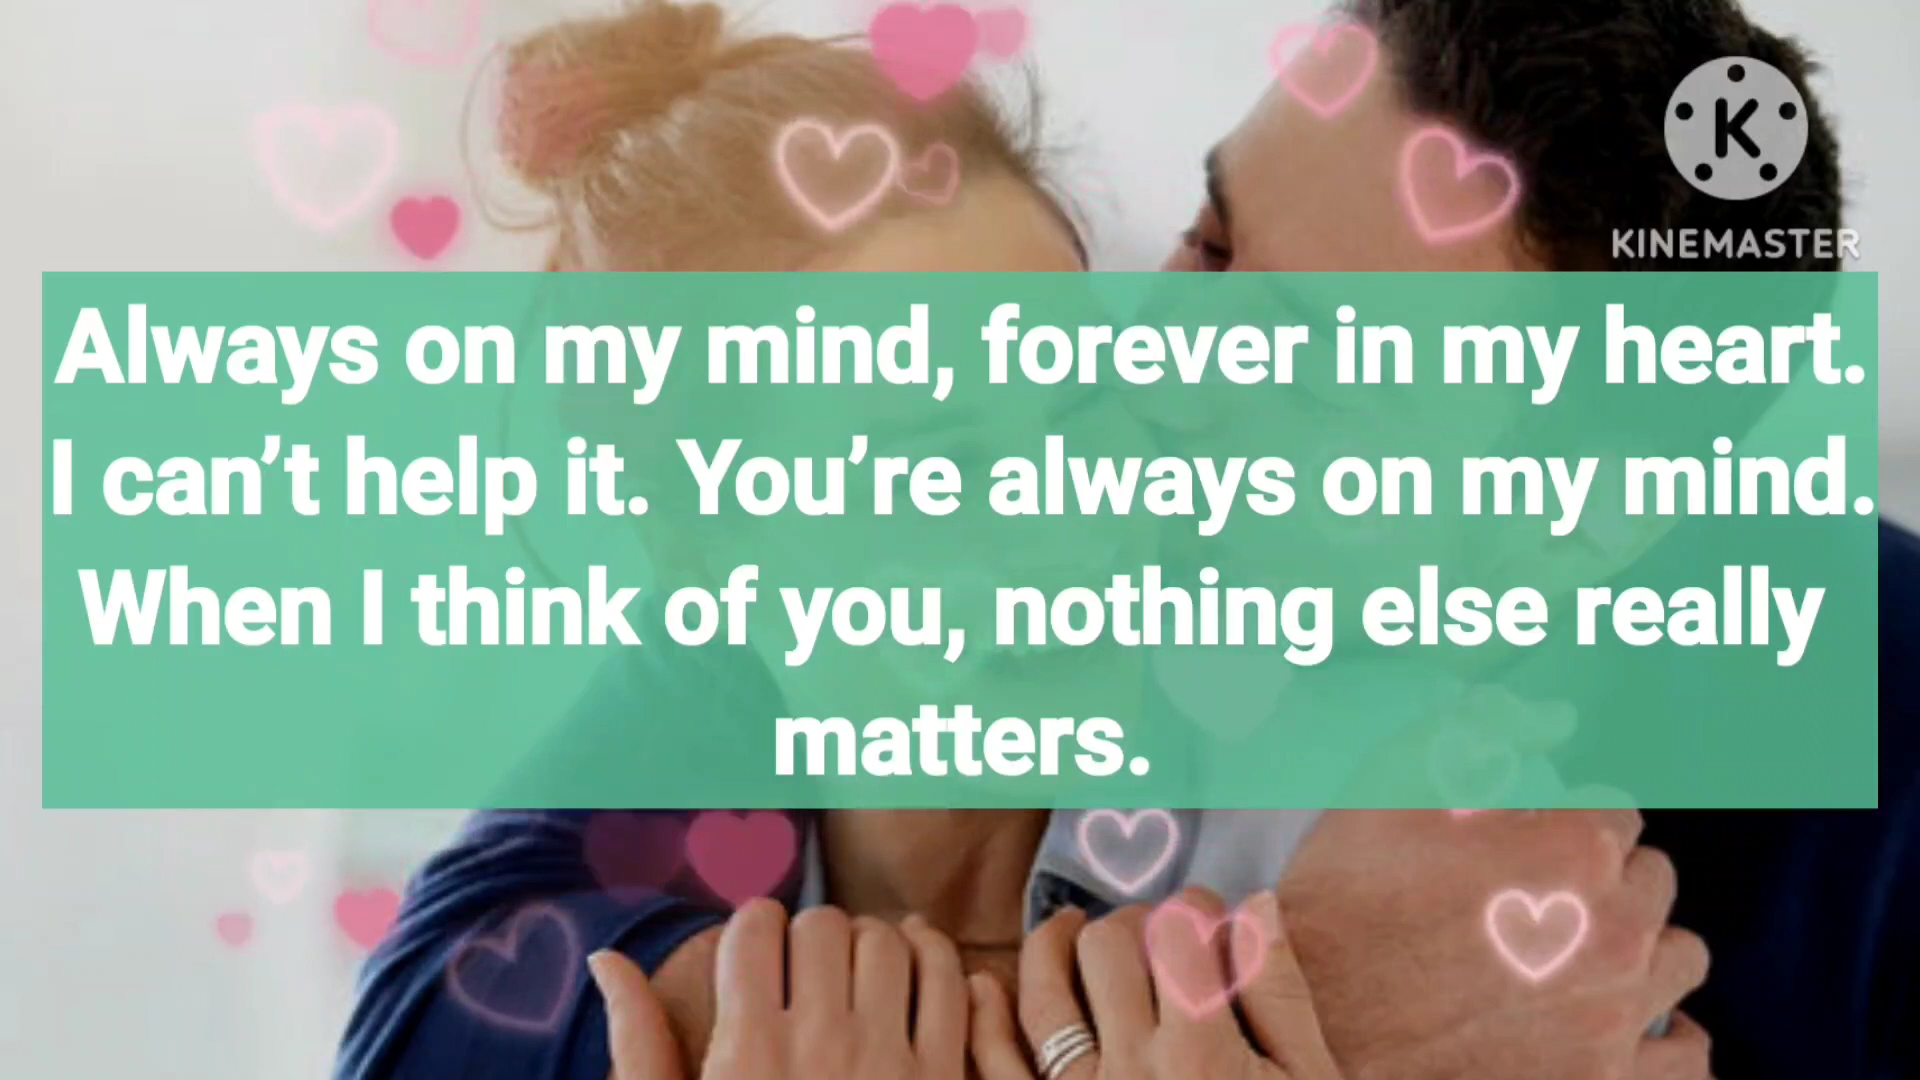 K
KINEMASTER
Always on my mind, forever in my heart.
I can’t help it. You’re always on my mind.
When I think of you, nothing else really
matters.